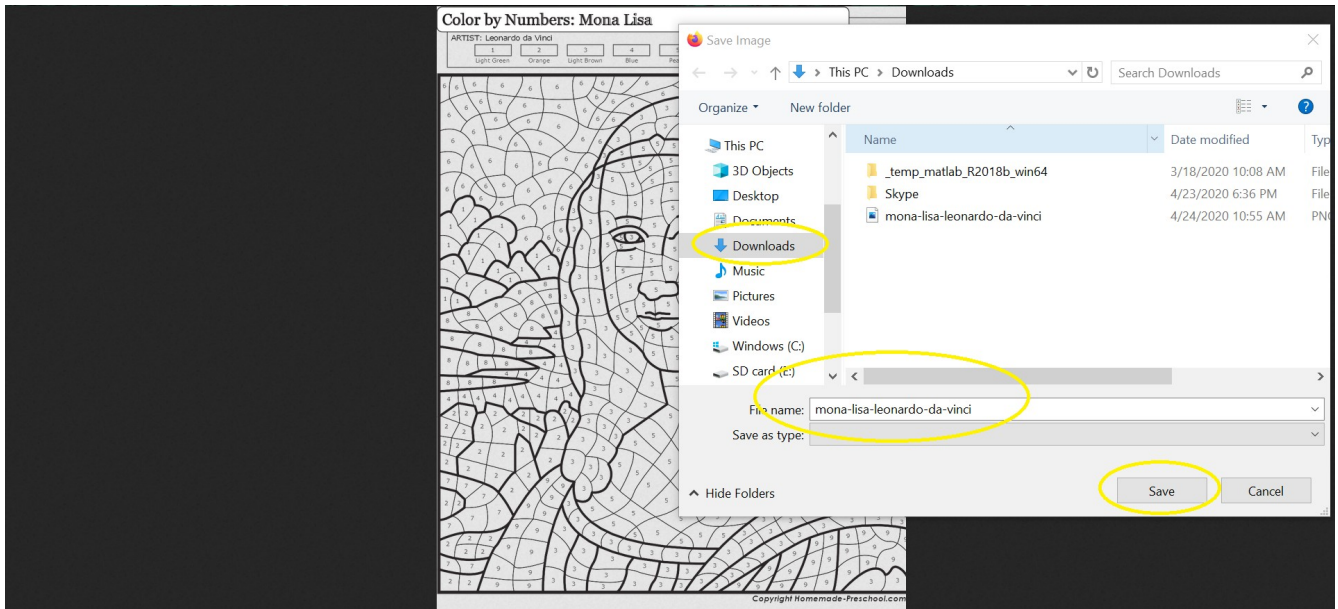 Color by Numbers: Mona Lisa
ARTIST: Leonardo da Vinci
1 2 3 4
Light Green Orange Light Brown Blue
Save Image
This PC > Downloads
Search Downloads
Organize
New folder
This PC
3D Objects
Desktop
Documents
Downloads
Music
Pictures
Videos
Windows (C:)
SD card (E:)
Name Date modified Typ
_temp_matlab_R2018b_win64 3/18/2020 10:08 AM File
Skype 4/23/2020 6:36 PM File
mona-lisa-leonardo-da-vinci 4/24/2020 10:55 AM PNG
File name: mona-lisa-leonardo-da-vinci
Save as type:
Hide Folders
Save
Cancel
Copyright Homemade-Preschool.com